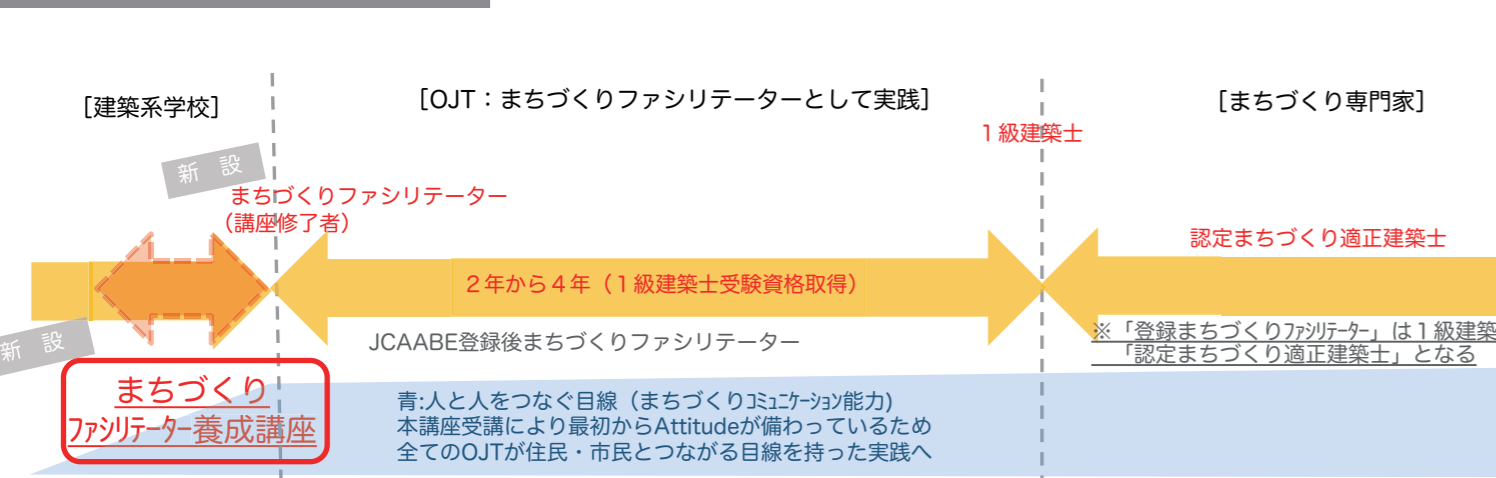 ［建築系学校］
［OJT：まちづくりファシリテーターとして実践］
［まちづくり専門家］
１級建築士
新　設
まちづくりファシリテーター
（講座修了者）
認定まちづくり適正建築士
２年から４年（１級建築士受験資格取得）
新　設
JCAABE登録後まちづくりファシリテーター
※「登録まちづくりﾌｧｼﾘﾃｰﾀｰ」は１級建築
「認定まちづくり適正建築士」となる
まちづくり
ﾌｧｼﾘﾃｰﾀｰ養成講座
青:人と人をつなぐ目線（まちづくりｺﾐｭﾆｹｰｼｮﾝ能力)
本講座受講により最初からAttitudeが備わっているため
全てのOJTが住民・市民とつながる目線を持った実践へ